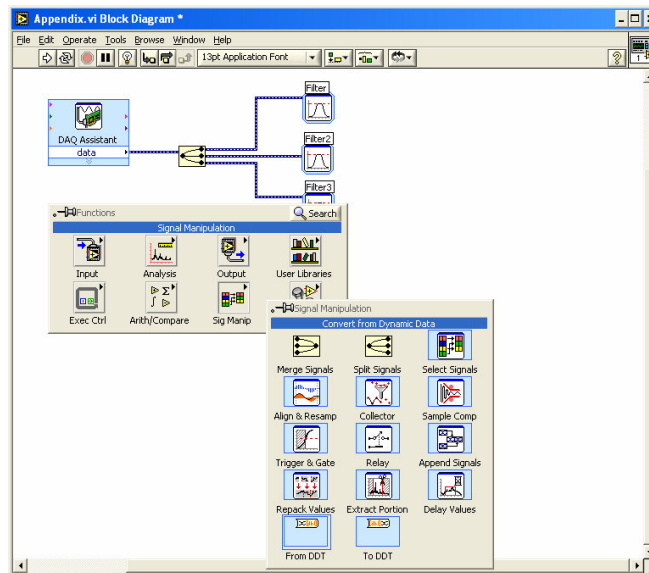 Appendix.vi Block Diagram *
File Edit Operate Tools Browse Window Help
13pt Application Font
?
1
Filter
DAQ Assistant
data
Filter2
Filter3
Functions
Search
Signal Manipulation
Input Analysis Output User Libraries
Exec Ctrl Arith/Compare Sig Manip
Signal Manipulation
Convert from Dynamic Data
Merge Signals Split Signals Select Signals
Align & Resamp Collector Sample Comp
Trigger & Gate Relay Append Signals
Repack Values Extract Portion Delay Values
From DDT To DDT